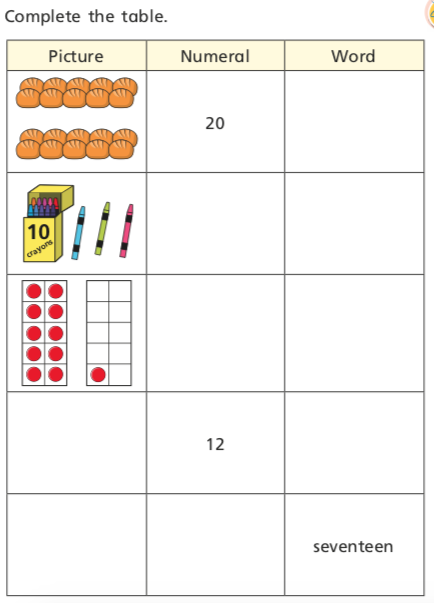 Complete the table.
Picture Numeral Word
20
10
crayons
12
seventeen